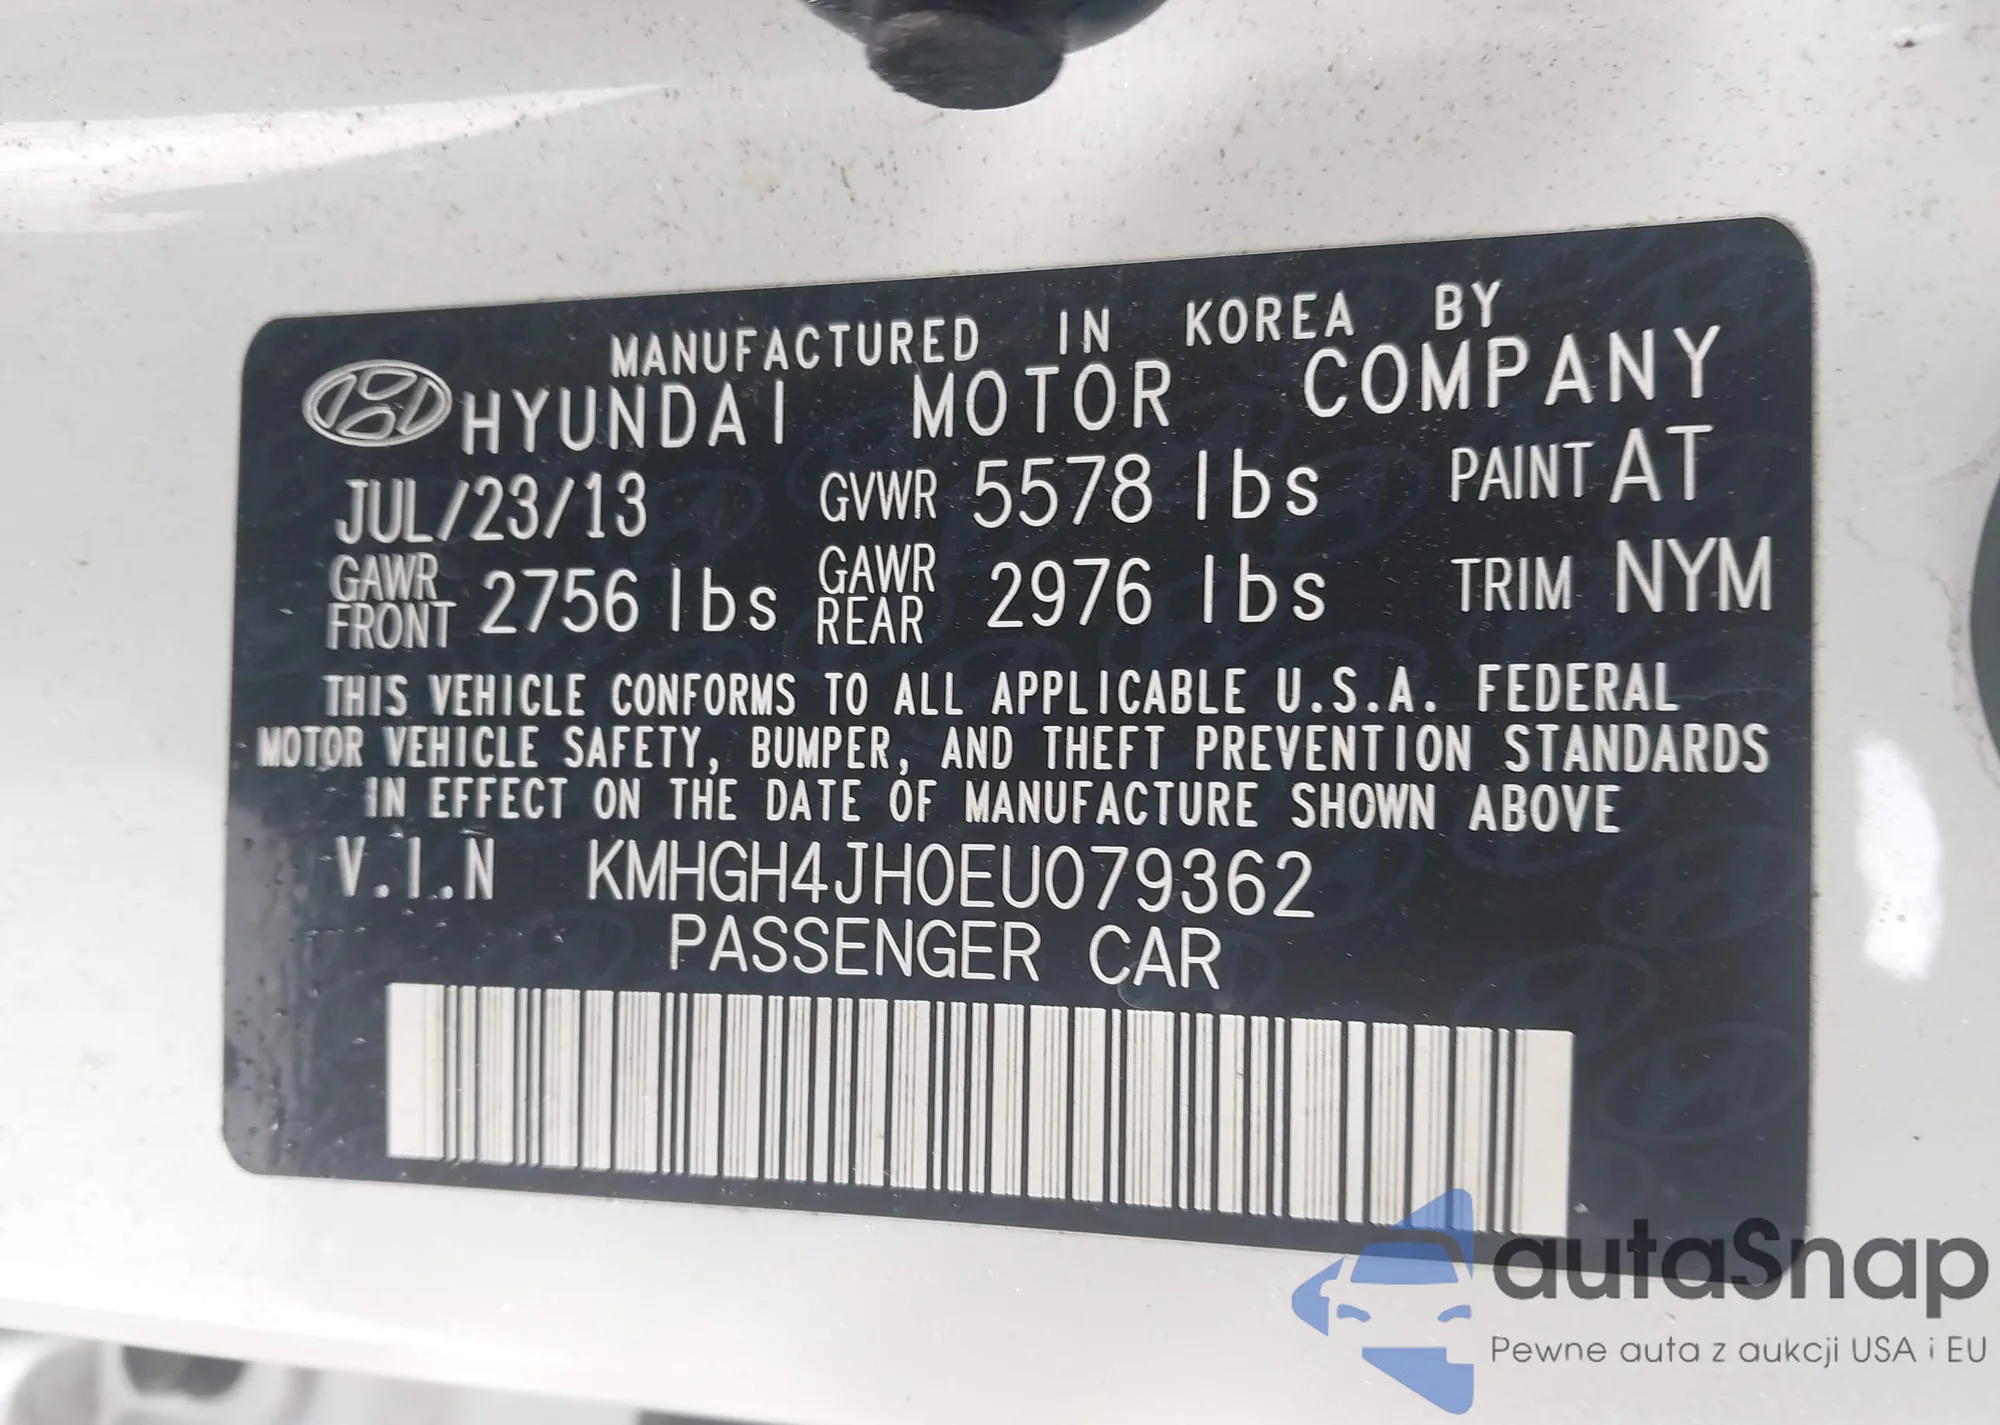 MANUFACTURED IN KOREA BY
HYUNDAI MOTOR COMPANY
JUL/23/13 GVWR 5578 lbs PAINT AT
GAWR FRONT 2756 lbs GAWR REAR 2976 lbs TRIM NYM
THIS VEHICLE CONFORMS TO ALL APPLICABLE U.S.A. FEDERAL
MOTOR VEHICLE SAFETY, BUMPER, AND THEFT PREVENTION STANDARDS
IN EFFECT ON THE DATE OF MANUFACTURE SHOWN ABOVE
V.I.N KMHGH4JH0EU079362
PASSENGER CAR
autaSnap
Pewne auta z aukcji USA i EU